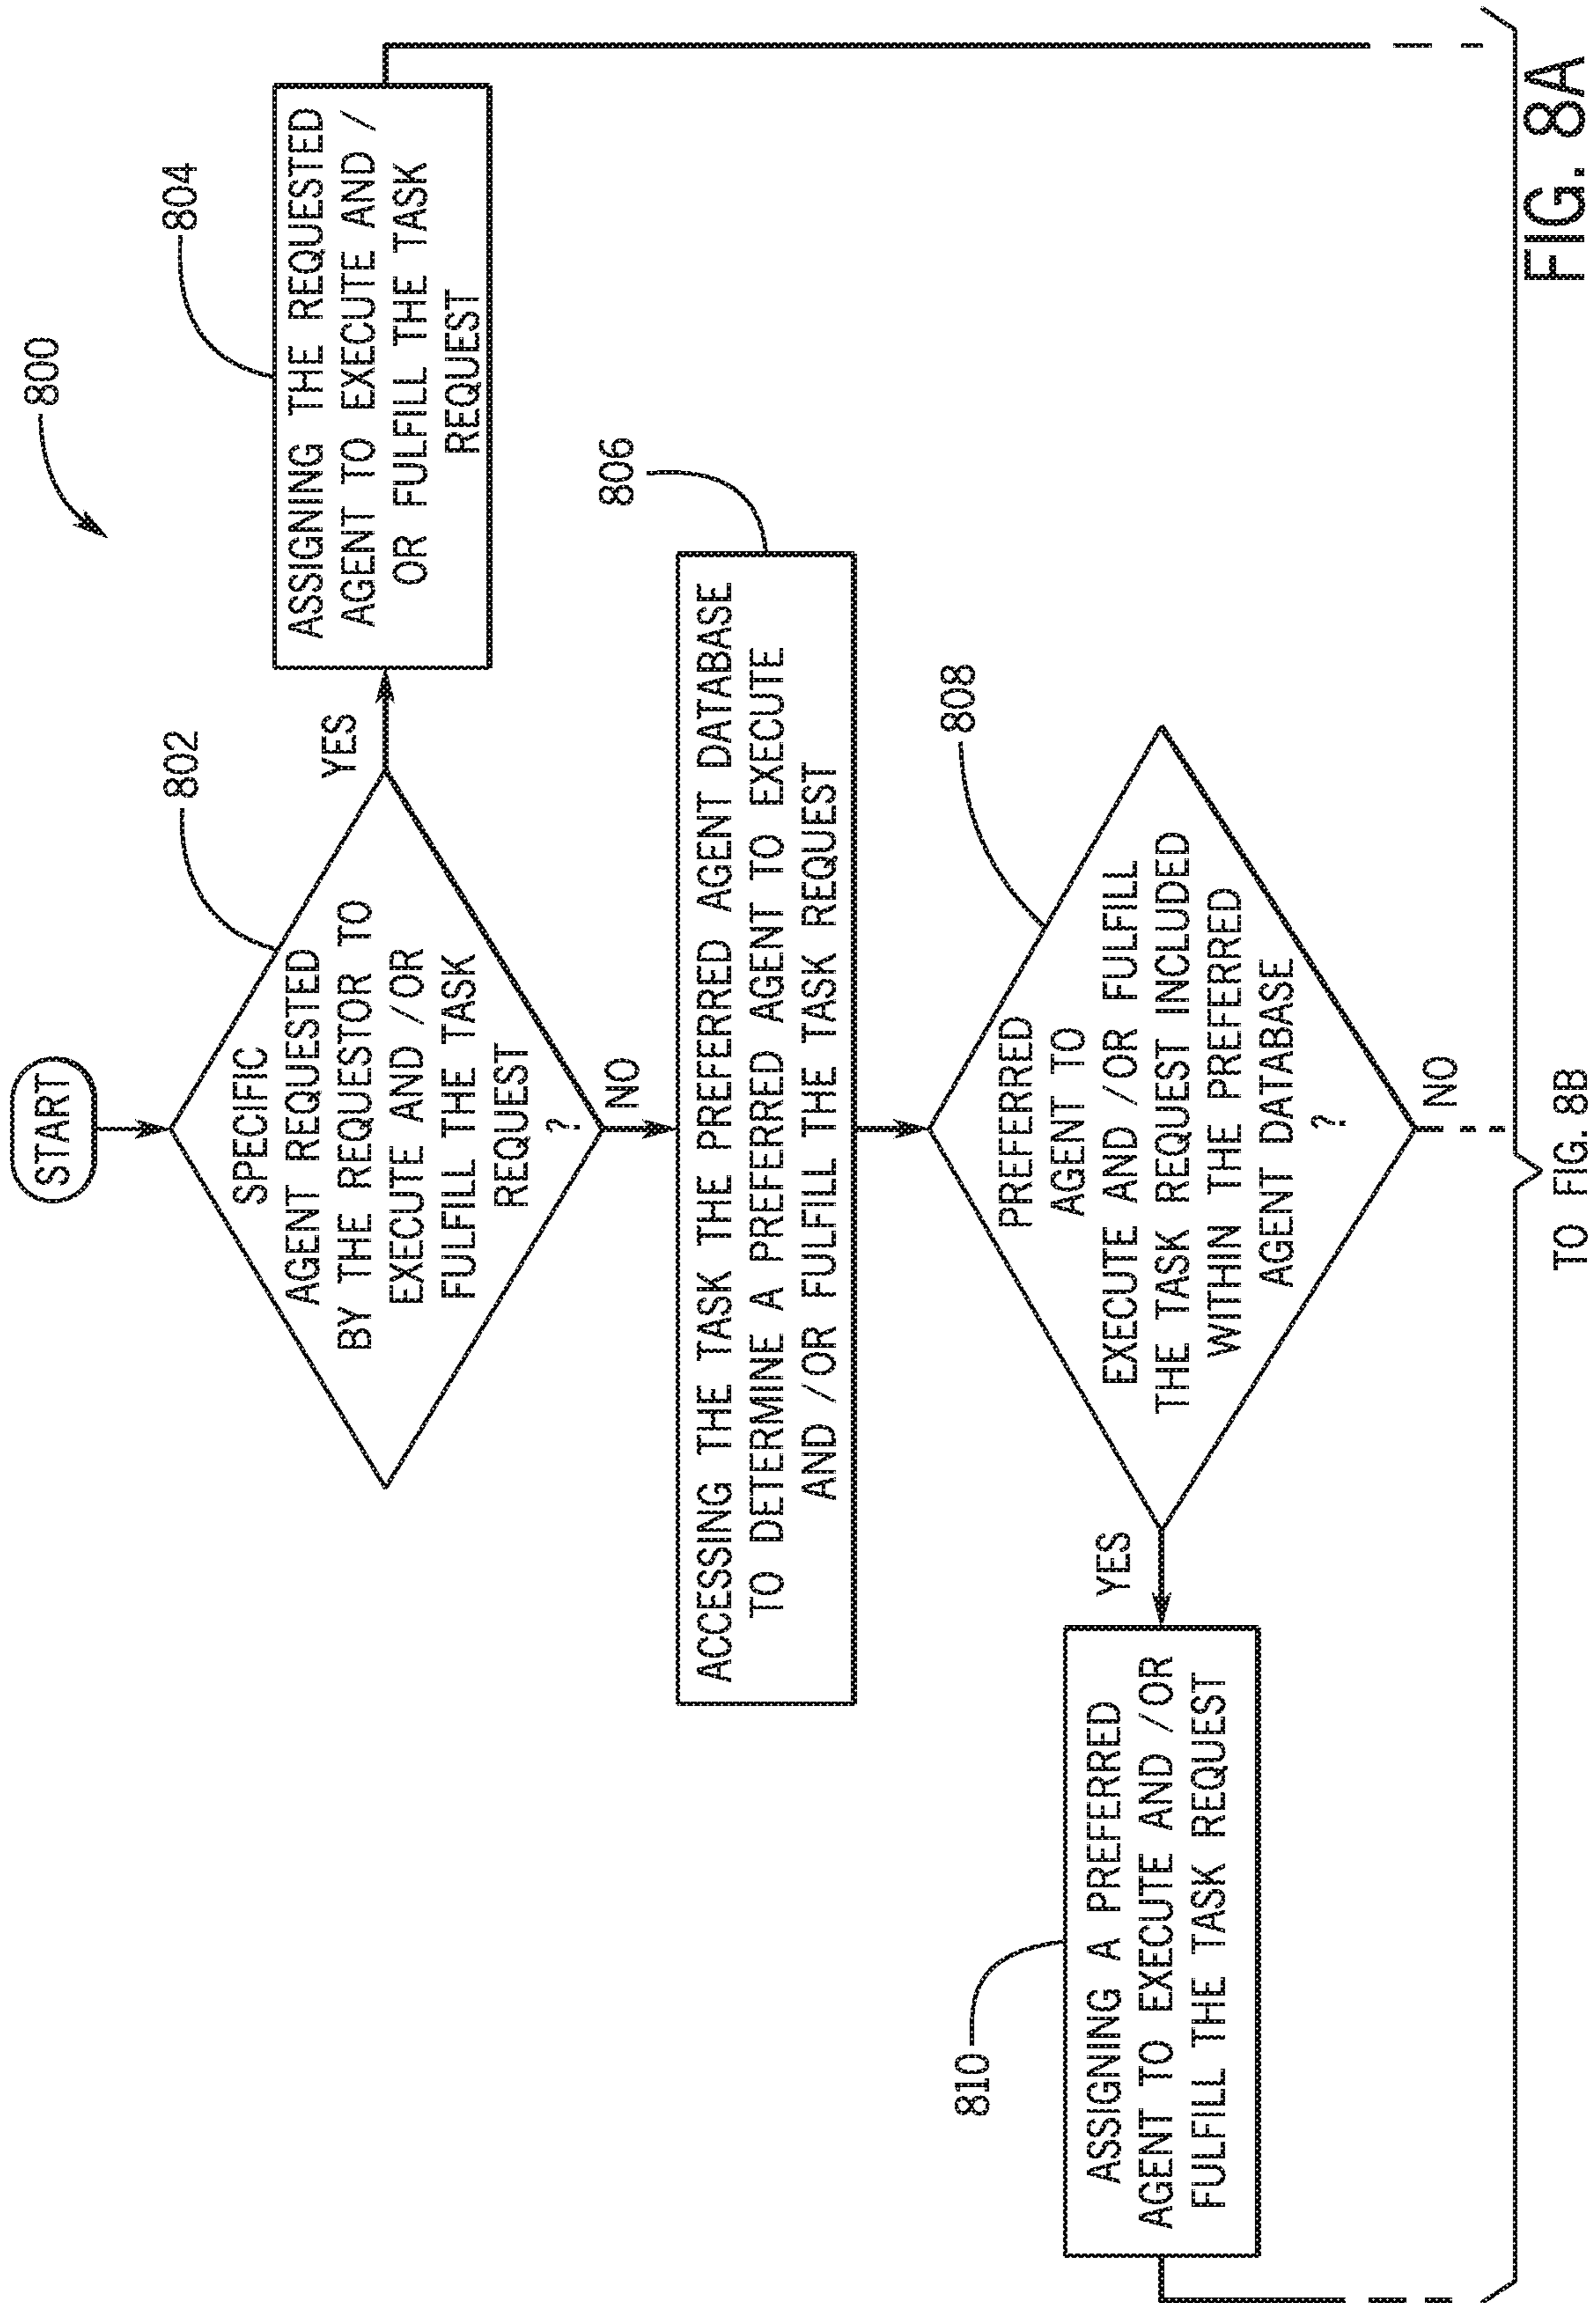 800
START
802
SPECIFIC
AGENT REQUESTED
BY THE REQUESTOR TO
EXECUTE AND /OR
FULFILL THE TASK
REQUEST
?
YES
804
ASSIGNING THE REQUESTED
AGENT TO EXECUTE AND /
OR FULFILL THE TASK
REQUEST
NO
806
ACCESSING THE TASK THE PREFERRED AGENT DATABASE
TO DETERMINE A PREFERRED AGENT TO EXECUTE
AND /OR FULFILL THE TASK REQUEST
808
PREFERRED
AGENT TO
EXECUTE AND /OR FULFILL
THE TASK REQUEST INCLUDED
WITHIN THE PREFERRED
AGENT DATABASE
?
YES
810
ASSIGNING A PREFERRED
AGENT TO EXECUTE AND /OR
FULFILL THE TASK REQUEST
NO
TO FIG. 8B
FIG. 8A